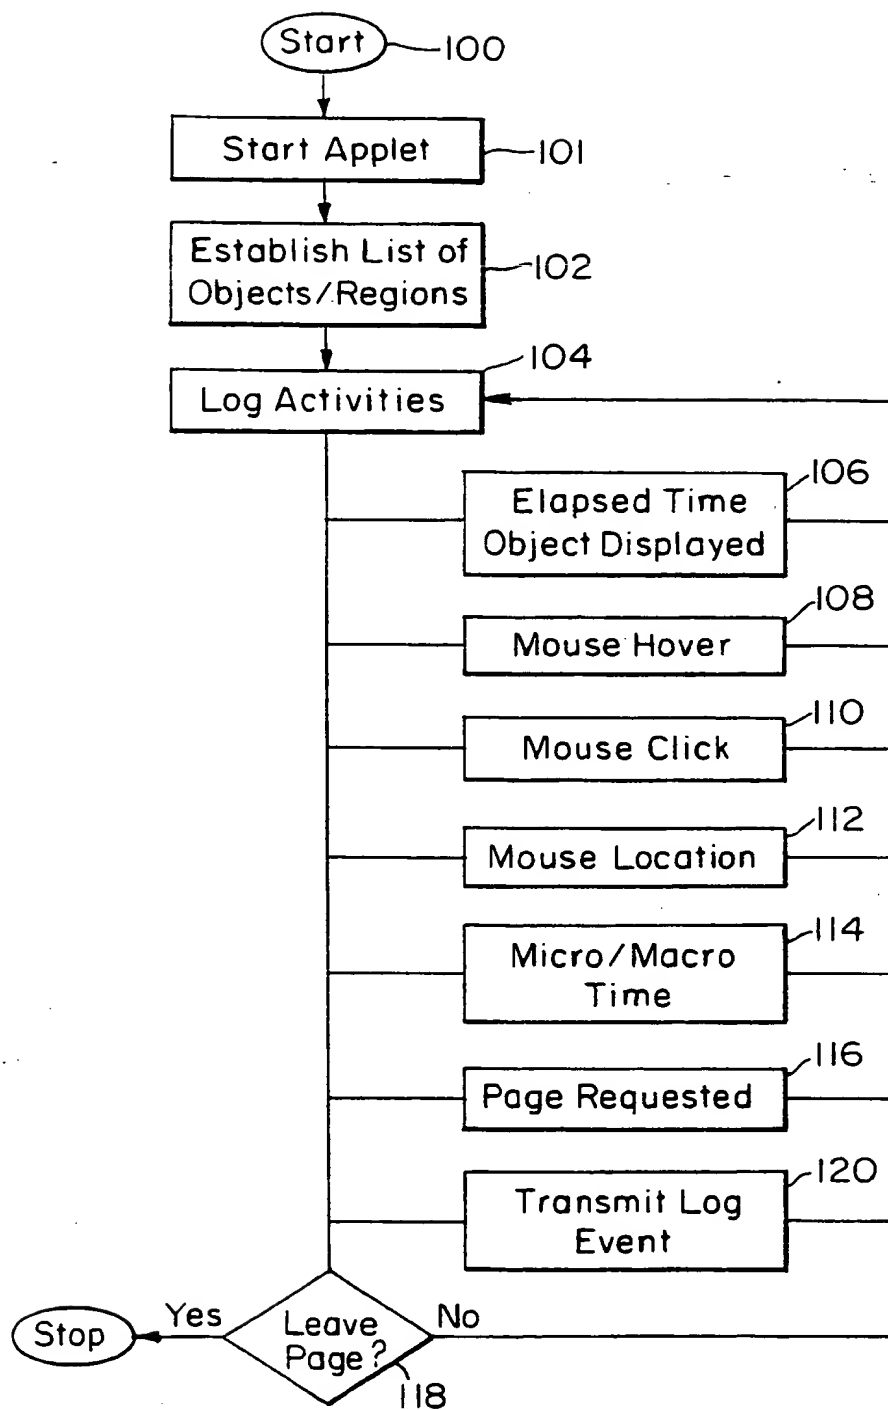 Start
100
Start Applet
101
Establish List of
Objects/Regions
102
104
Log Activities
106
Elapsed Time
Object Displayed
108
Mouse Hover
110
Mouse Click
112
Mouse Location
114
Micro/Macro
Time
116
Page Requested
120
Transmit Log
Event
Yes
No
Stop
Leave
Page?
118